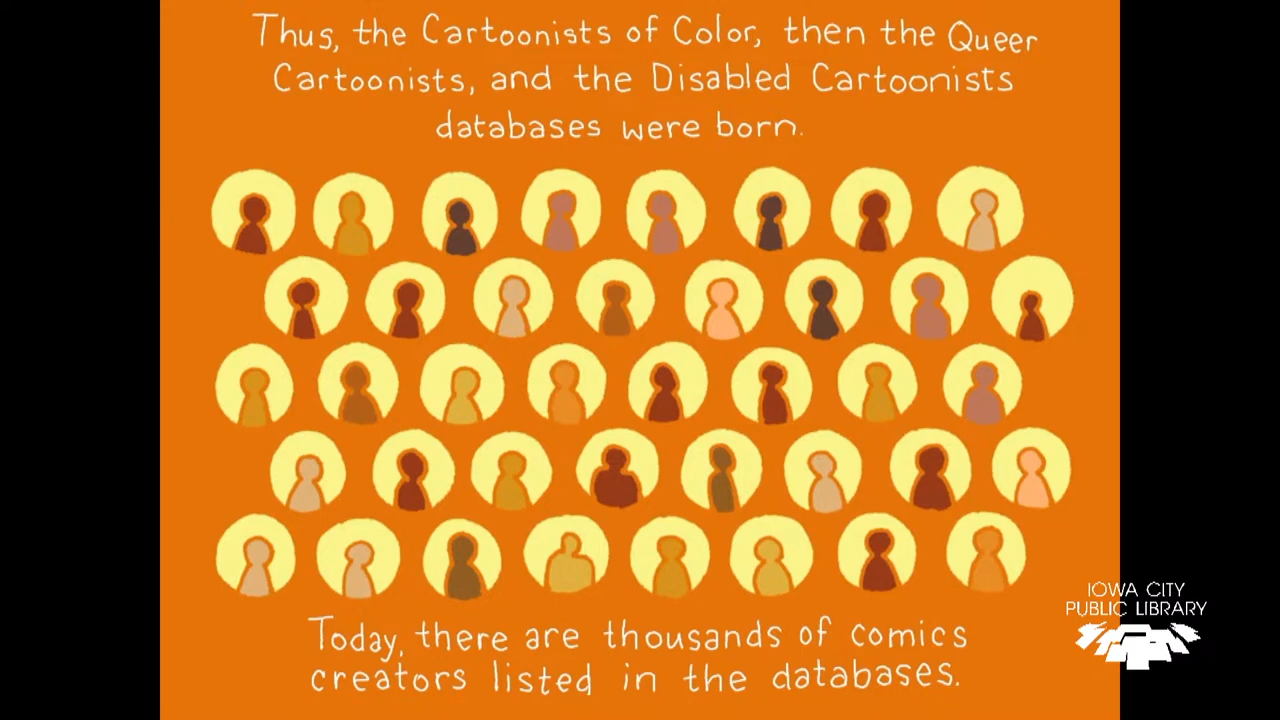 Thus, the Cartoonists of Color, then the Queer
Cartoonists, and the Disabled Cartoonists
databases were born.
Today, there are thousands of comics
creators listed in the databases.
IOWA CITY
PUBLIC LIBRARY